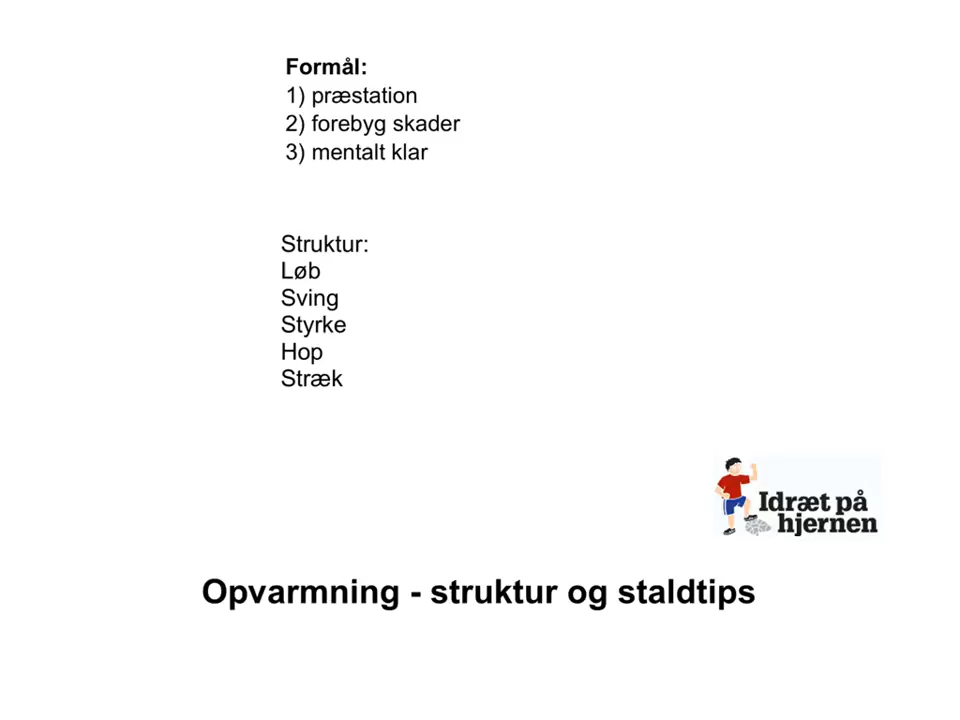 Formål:
1) præstation
2) forebyg skader
3) mentalt klar
Struktur:
Løb
Sving
Styrke
Hop
Stræk
Idræt på
hjernen
Opvarmning - struktur og staldtips